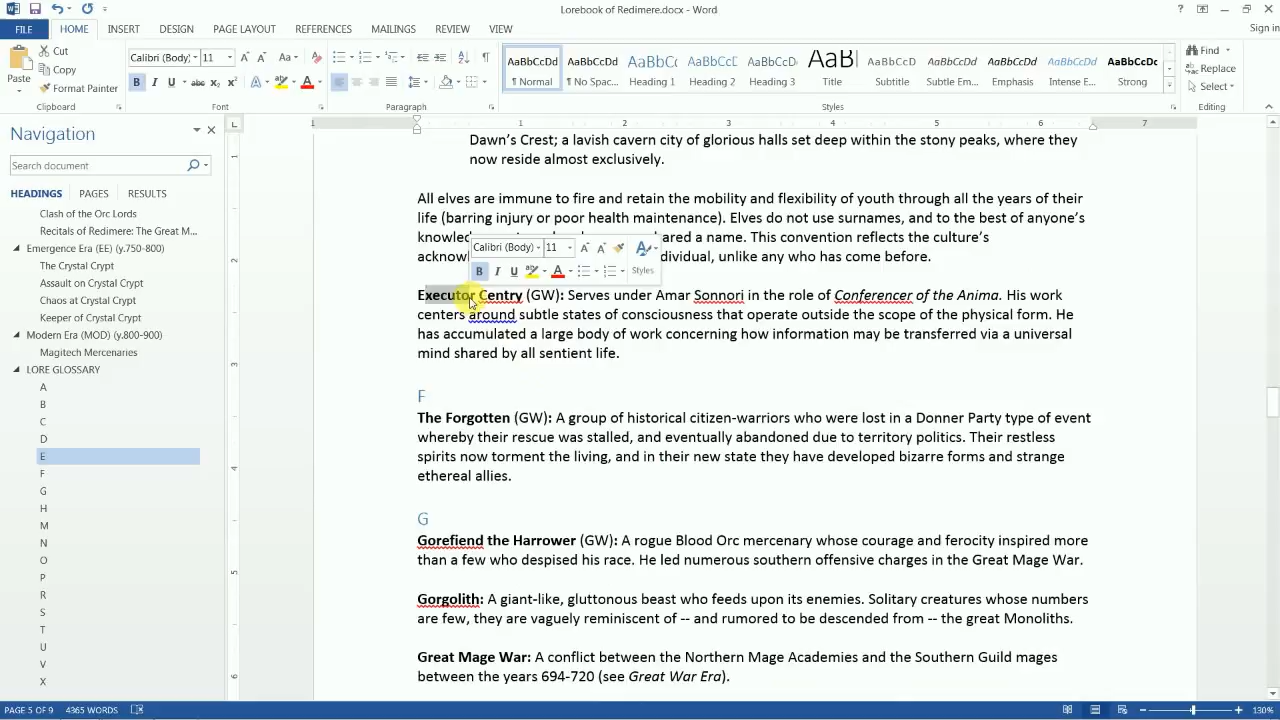 Lorebook of Redimere.docx - Word
FILE HOME INSERT DESIGN PAGE LAYOUT REFERENCES MAILINGS REVIEW VIEW Sign in
Paste
Cut
Copy
Format Painter
Clipboard
Calibri (Body) 11
Font
Paragraph
AaBbCcDd AaBbCcDd AaBbCc AaBbCcD AaBbCcD AaB AaBbCcD AaBbCcDd AaBbCcDd AaBbCcDd AaBbCcDd
¶ Normal ¶ No Spac... Heading 1 Heading 2 Heading 3 Title Subtitle Subtle Em... Emphasis Intense E... Strong
Styles
Find
Replace
Select
Editing
Navigation
Search document
HEADINGS PAGES RESULTS
Clash of the Orc Lords
Recitals of Redimere: The Great M...
Emergence Era (EE) (y.750-800)
The Crystal Crypt
Assault on Crystal Crypt
Chaos at Crystal Crypt
Keeper of Crystal Crypt
Modern Era (MOD) (y.800-900)
Magitech Mercenaries
LORE GLOSSARY
A
B
C
D
E
F
G
H
M
N
O
P
R
S
T
U
V
X
1 1 2 3 4 5 6 7
1
2
3
4
5
6
Dawn's Crest; a lavish cavern city of glorious halls set deep within the stony peaks, where they
now reside almost exclusively.
All elves are immune to fire and retain the mobility and flexibility of youth through all the years of their
life (barring injury or poor health maintenance). Elves do not use surnames, and to the best of anyone's
ared a name. This convention reflects the culture's
dividual, unlike any who has come before.
Calibri (Body) 11
Styles
Executor Centry (GW): Serves under Amar Sonnori in the role of Conferencer of the Anima. His work
centers around subtle states of consciousness that operate outside the scope of the physical form. He
has accumulated a large body of work concerning how information may be transferred via a universal
mind shared by all sentient life.
F
The Forgotten (GW): A group of historical citizen-warriors who were lost in a Donner Party type of event
whereby their rescue was stalled, and eventually abandoned due to territory politics. Their restless
spirits now torment the living, and in their new state they have developed bizarre forms and strange
ethereal allies.
G
Gorefiend the Harrower (GW): A rogue Blood Orc mercenary whose courage and ferocity inspired more
than a few who despised his race. He led numerous southern offensive charges in the Great Mage War.
Gorgolith: A giant-like, gluttonous beast who feeds upon its enemies. Solitary creatures whose numbers
are few, they are vaguely reminiscent of -- and rumored to be descended from -- the great Monoliths.
Great Mage War: A conflict between the Northern Mage Academies and the Southern Guild mages
between the years 694-720 (see Great War Era).
PAGE 5 OF 9 4365 WORDS 130%